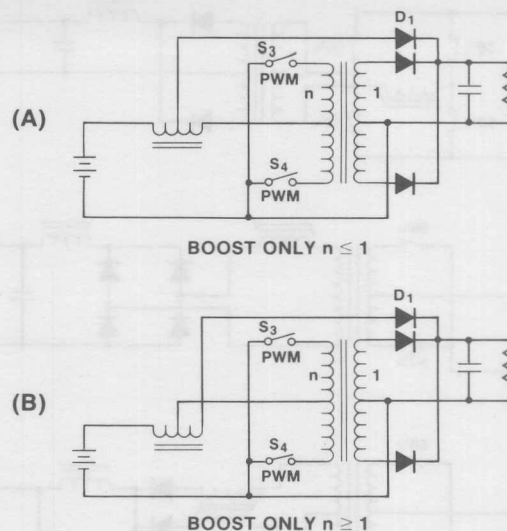 D1
S3
PWM
n
1
(A)
S4
PWM
BOOST ONLY n ≤ 1
D1
S3
PWM
n
1
(B)
S4
PWM
BOOST ONLY n ≥ 1